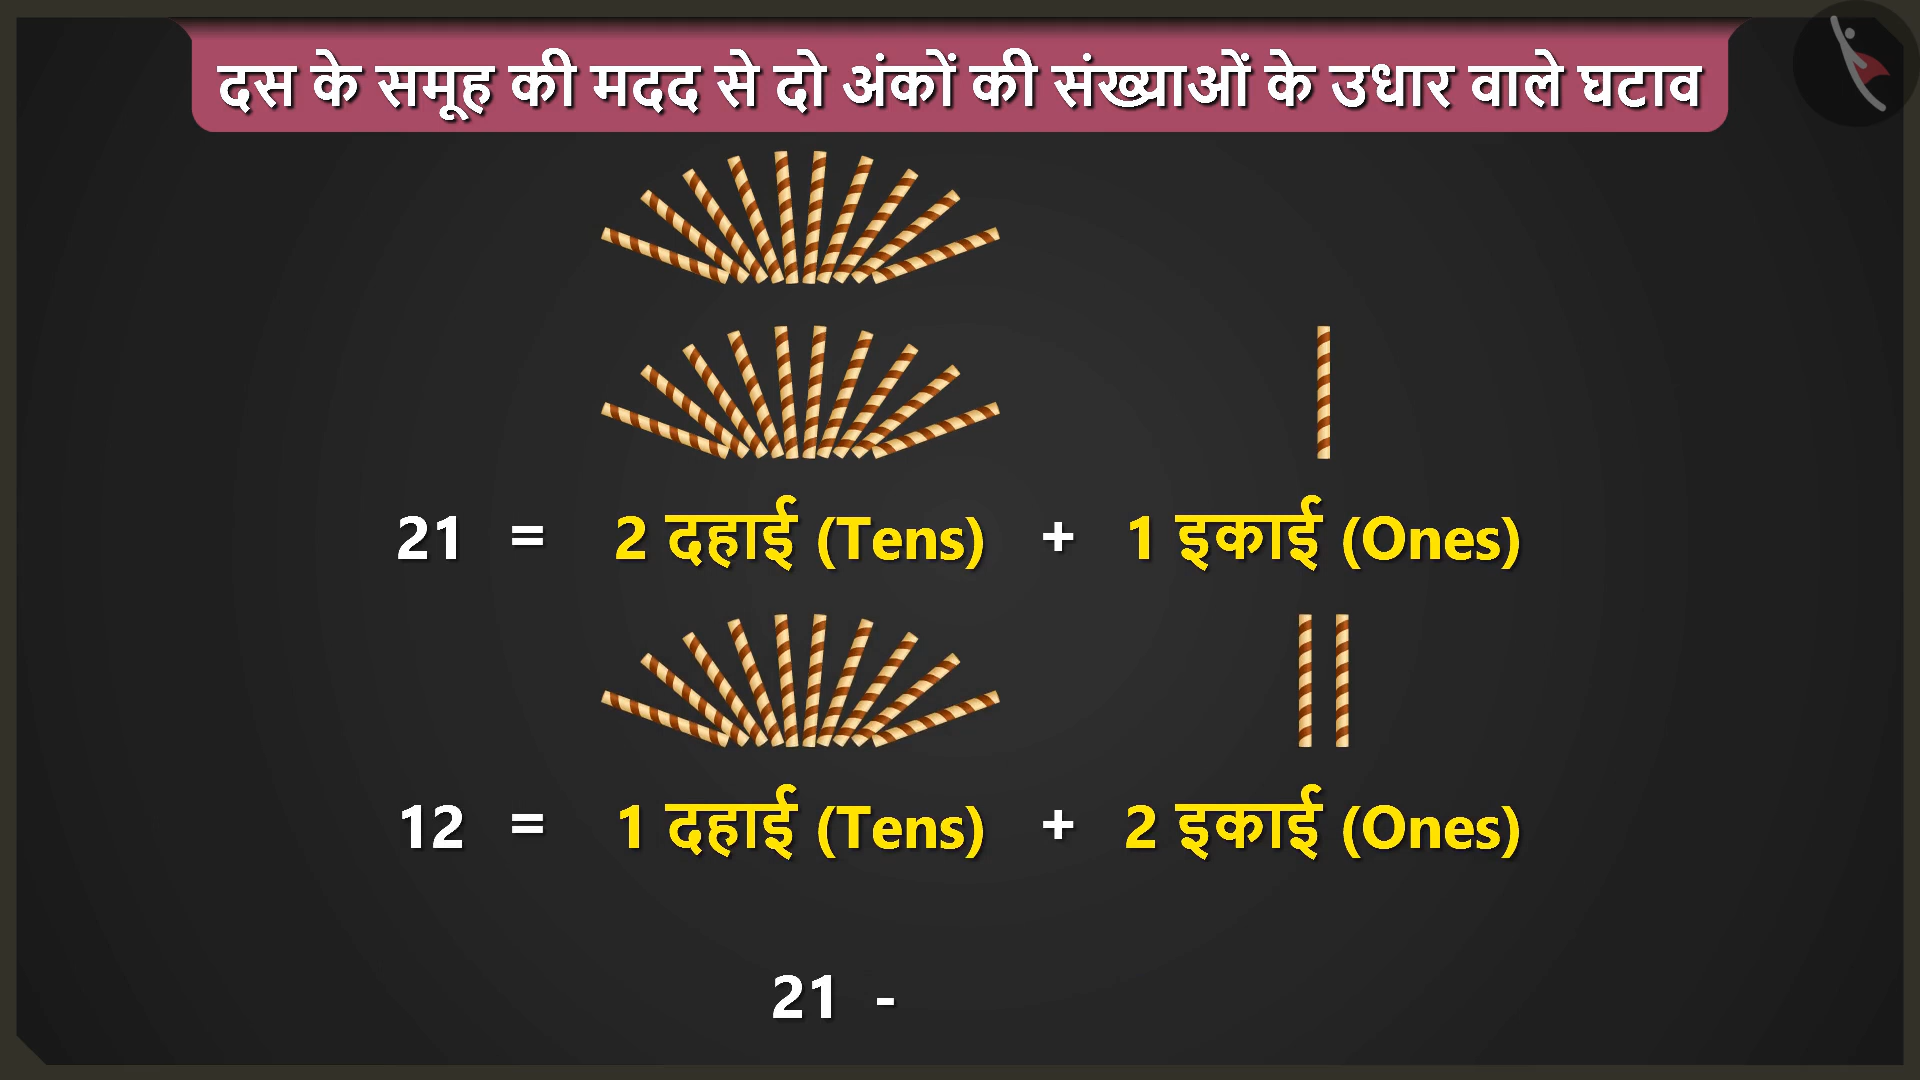 दस के समूह की मदद से दो अंकों की संख्याओं के उधार वाले घटाव
21 = 2 दहाई (Tens) + 1 इकाई (Ones)
12 = 1 दहाई (Tens) + 2 इकाई (Ones)
21 -